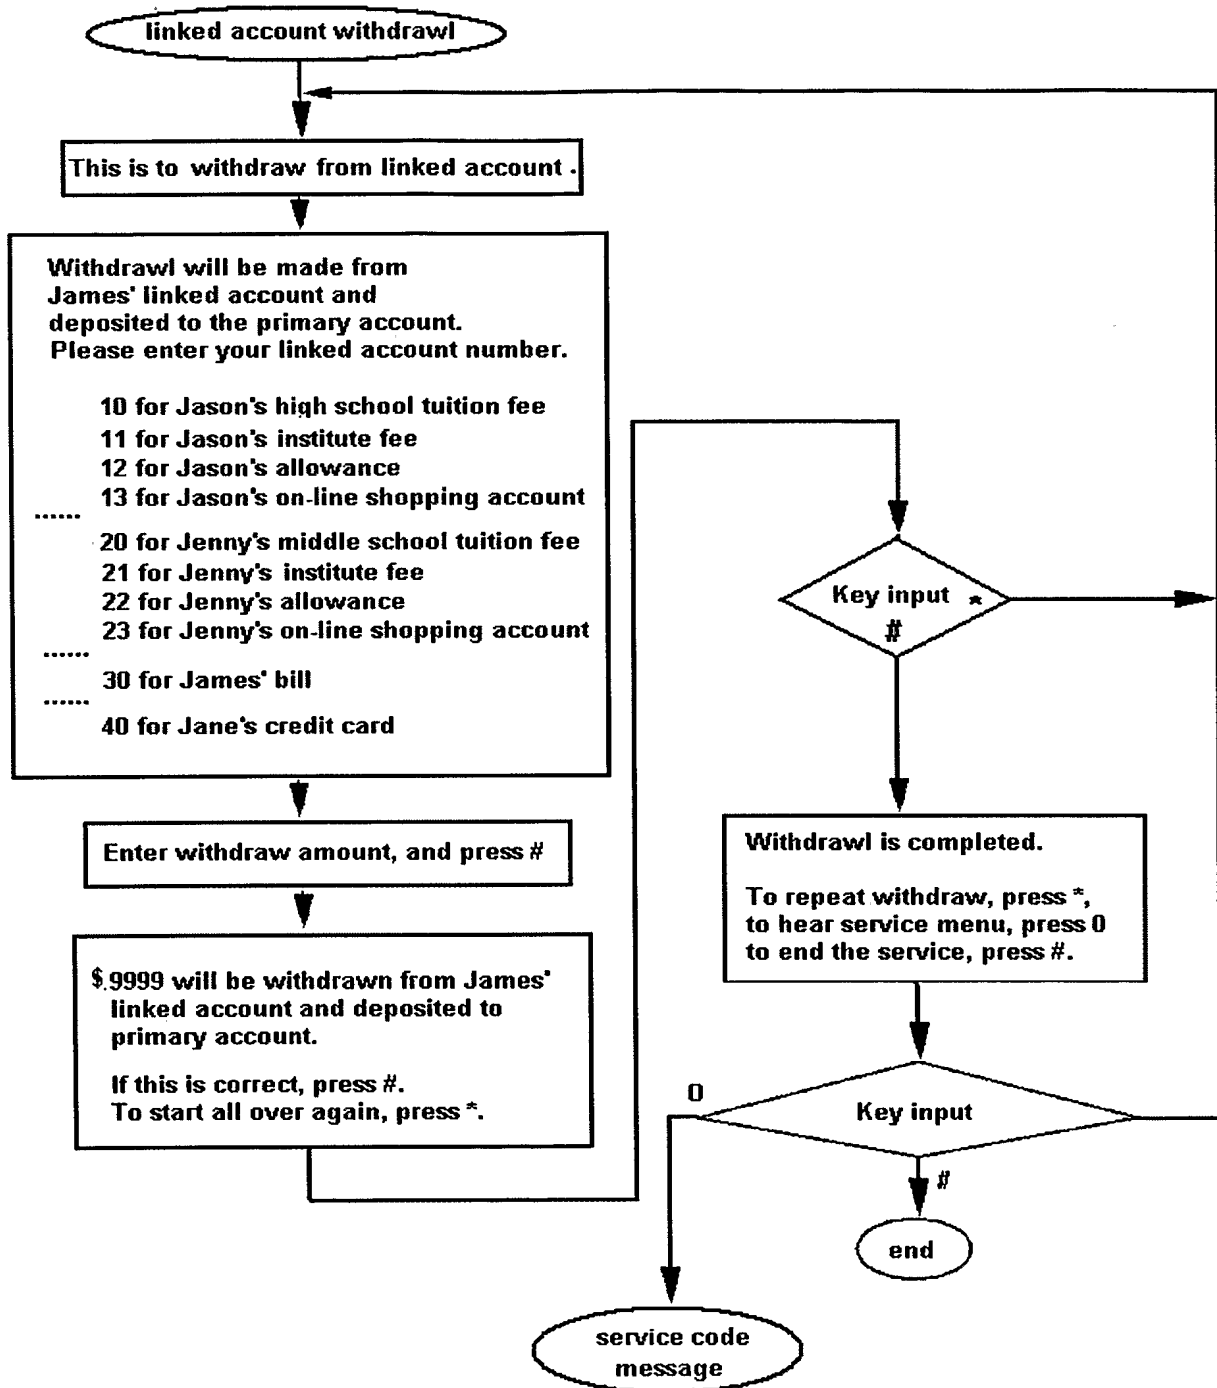 linked account withdrawl
This is to withdraw from linked account .
Withdrawl will be made from
James' linked account and
deposited to the primary account.
Please enter your linked account number.
10 for Jason's high school tuition fee
11 for Jason's institute fee
12 for Jason's allowance
13 for Jason's on-line shopping account
......
20 for Jenny's middle school tuition fee
21 for Jenny's institute fee
22 for Jenny's allowance
23 for Jenny's on-line shopping account
......
30 for James' bill
......
40 for Jane's credit card
Enter withdraw amount, and press #
$.9999 will be withdrawn from James'
linked account and deposited to
primary account.
If this is correct, press #.
To start all over again, press *.
Key input *
#
Withdrawl is completed.
To repeat withdraw, press *,
to hear service menu, press 0
to end the service, press #.
0
Key input
#
end
service code
message